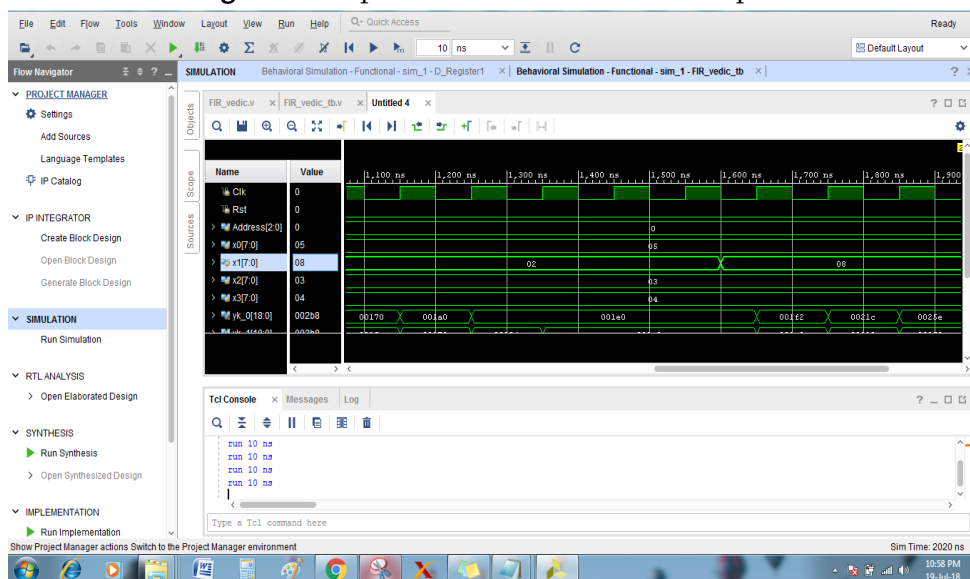 File Edit Flow Tools Window Layout View Run Help Quick Access Ready
10 ns Default Layout
Flow Navigator SIMULATION Behavioral Simulation - Functional - sim_1 - D_Register1 Behavioral Simulation - Functional - sim_1 - FIR_vedic_tb
PROJECT MANAGER
Settings
Add Sources
Language Templates
IP Catalog
IP INTEGRATOR
Create Block Design
Open Block Design
Generate Block Design
SIMULATION
Run Simulation
RTL ANALYSIS
Open Elaborated Design
SYNTHESIS
Run Synthesis
Open Synthesized Design
IMPLEMENTATION
Run Implementation
Objects
Scope
Sources
FIR_vedic.v FIR_vedic_tb.v Untitled 4
Name Value 1,100 ns 1,200 ns 1,300 ns 1,400 ns 1,500 ns 1,600 ns 1,700 ns 1,800 ns 1,900
Clk 0
Rst 0
Address[2:0] 0 0
x0[7:0] 05 05
x1[7:0] 08 02 08
x2[7:0] 03 03
x3[7:0] 04 04
yk_0[18:0] 002b8 00170 001a0 001e0 001f2 0021c 0025e
Tcl Console Messages Log
run 10 ns
run 10 ns
run 10 ns
run 10 ns
Type a Tcl command here
Show Project Manager actions Switch to the Project Manager environment Sim Time: 2020 ns
10:58 PM
19-Jul-18